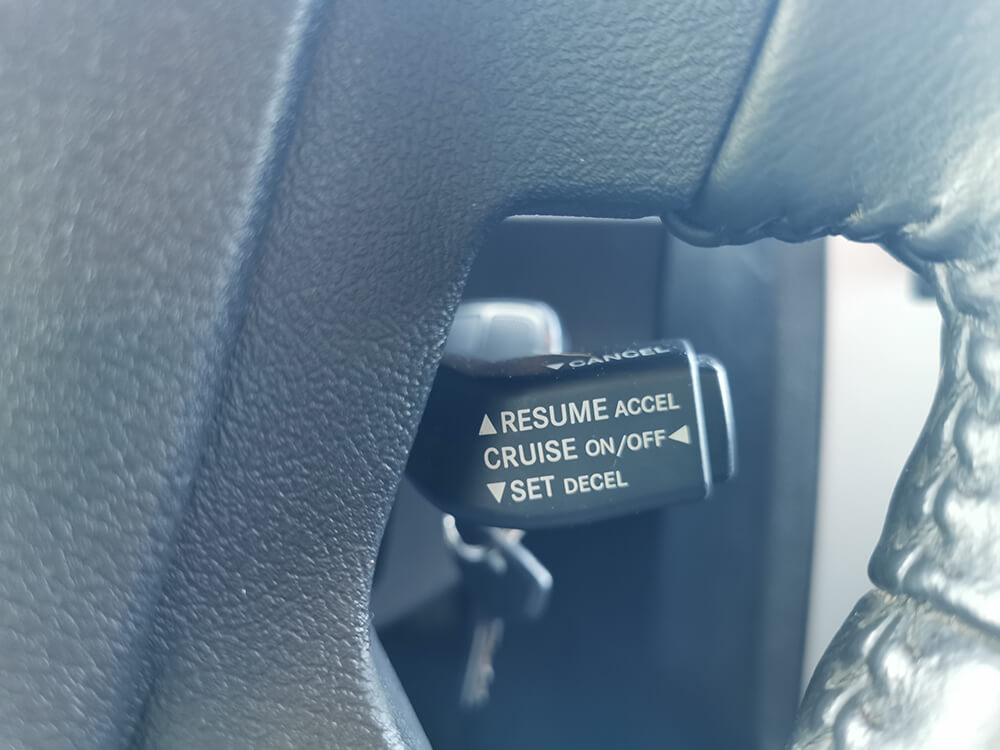 ▼CANCEL
▲RESUME ACCEL
CRUISE ON/OFF◀
▼SET DECEL